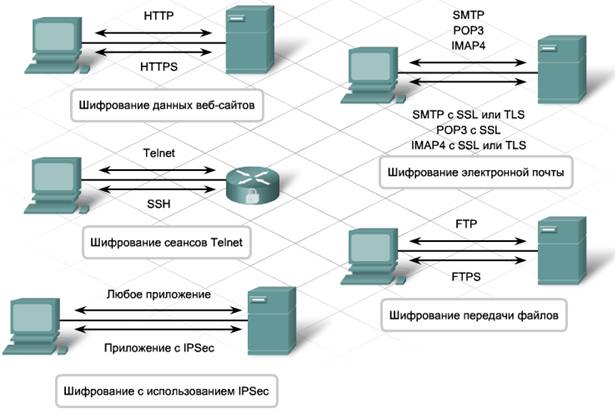 HTTP
HTTPS
Шифрование данных веб-сайтов
SMTP
POP3
IMAP4
SMTP с SSL или TLS
POP3 с SSL
IMAP4 с SSL или TLS
Шифрование электронной почты
Telnet
SSH
Шифрование сеансов Telnet
FTP
FTPS
Шифрование передачи файлов
Любое приложение
Приложение с IPSec
Шифрование с использованием IPSec